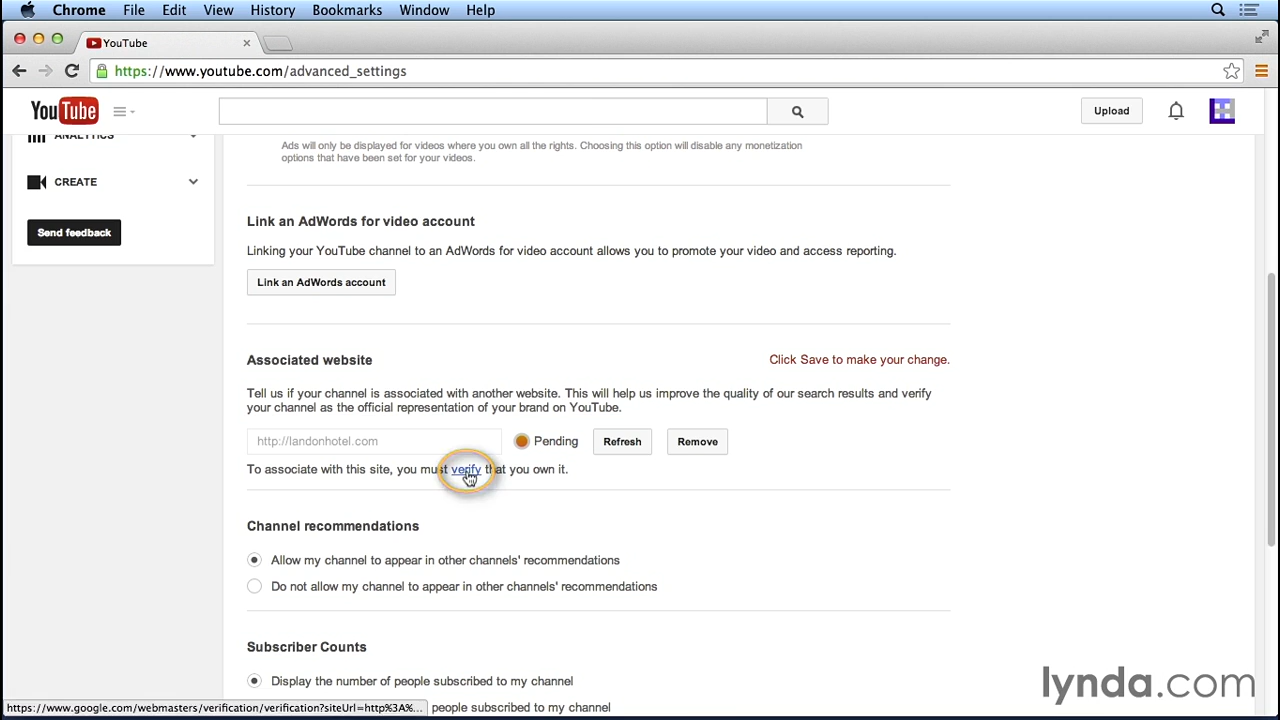 Chrome File Edit View History Bookmarks Window Help
YouTube
https://www.youtube.com/advanced_settings
YouTube
Upload
ANALYTICS
CREATE
Send feedback
Ads will only be displayed for videos where you own all the rights. Choosing this option will disable any monetization
options that have been set for your videos.
Link an AdWords for video account
Linking your YouTube channel to an AdWords for video account allows you to promote your video and access reporting.
Link an AdWords account
Associated website
Click Save to make your change.
Tell us if your channel is associated with another website. This will help us improve the quality of our search results and verify
your channel as the official representation of your brand on YouTube.
http://landonhotel.com Pending Refresh Remove
To associate with this site, you must verify that you own it.
Channel recommendations
Allow my channel to appear in other channels' recommendations
Do not allow my channel to appear in other channels' recommendations
Subscriber Counts
Display the number of people subscribed to my channel
https://www.google.com/webmasters/verification/verification?siteUrl=http%3A%... people subscribed to my channel
lynda.com